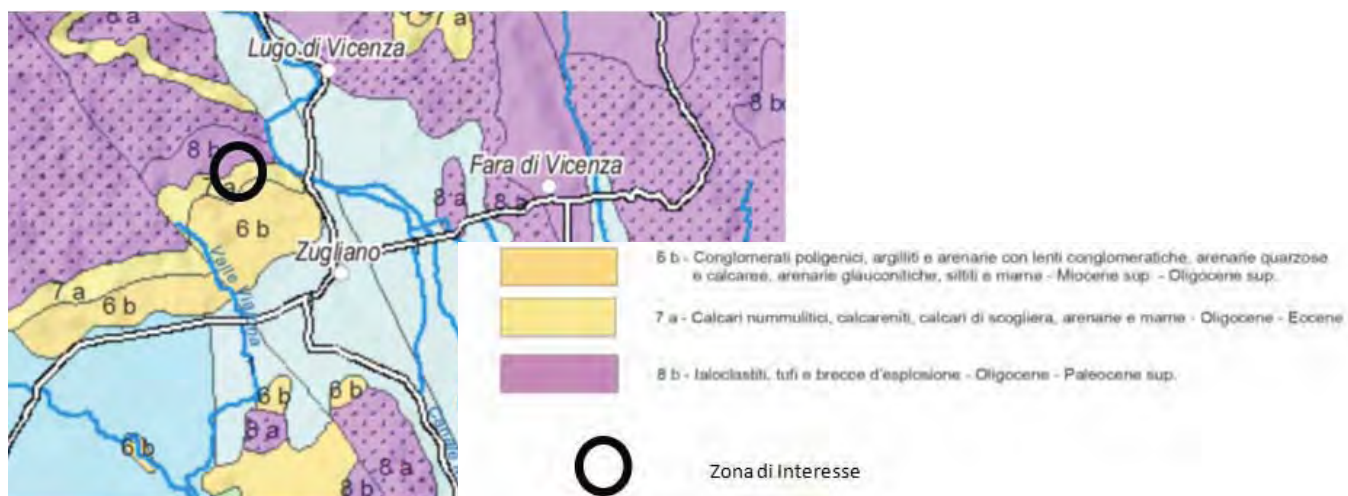 8 a
7 a
Lugo di Vicenza
8 b
8 b
Fara di Vicenza
7 a
8 a
8 a
6 b
Zugliano
Valle
7 a
6 b
6 b
6 b
8 a
6 b
8 a
8 b
6 b - Conglomerati poligenici, argilliti e arenarie con lenti conglomeratiche, arenarie quarzose
e calcaree, arenarie glauconitiche, siltiti e marne - Miocene sup. - Oligocene sup.
7 a - Calcari nummulitici, calcareniti, calcari di scogliera, arenarie e marne - Oligocene - Eocene
8 b - Ialoclastiti, tufi e brecce d'esplosione - Oligocene - Paleocene sup.
Zona di Interesse